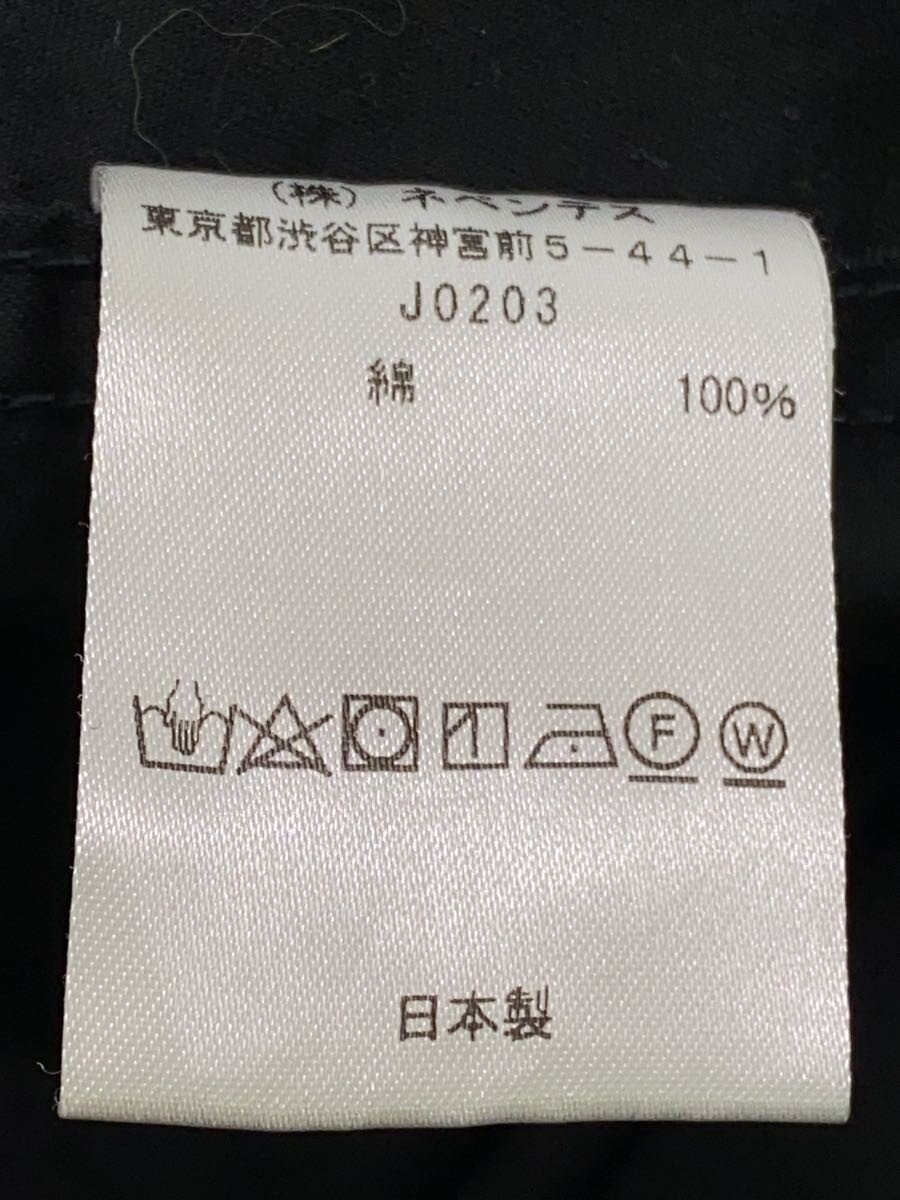 (株) ネペンテス
東京都渋谷区神宮前5-44-1
J0203
綿 100%
F W
日本製